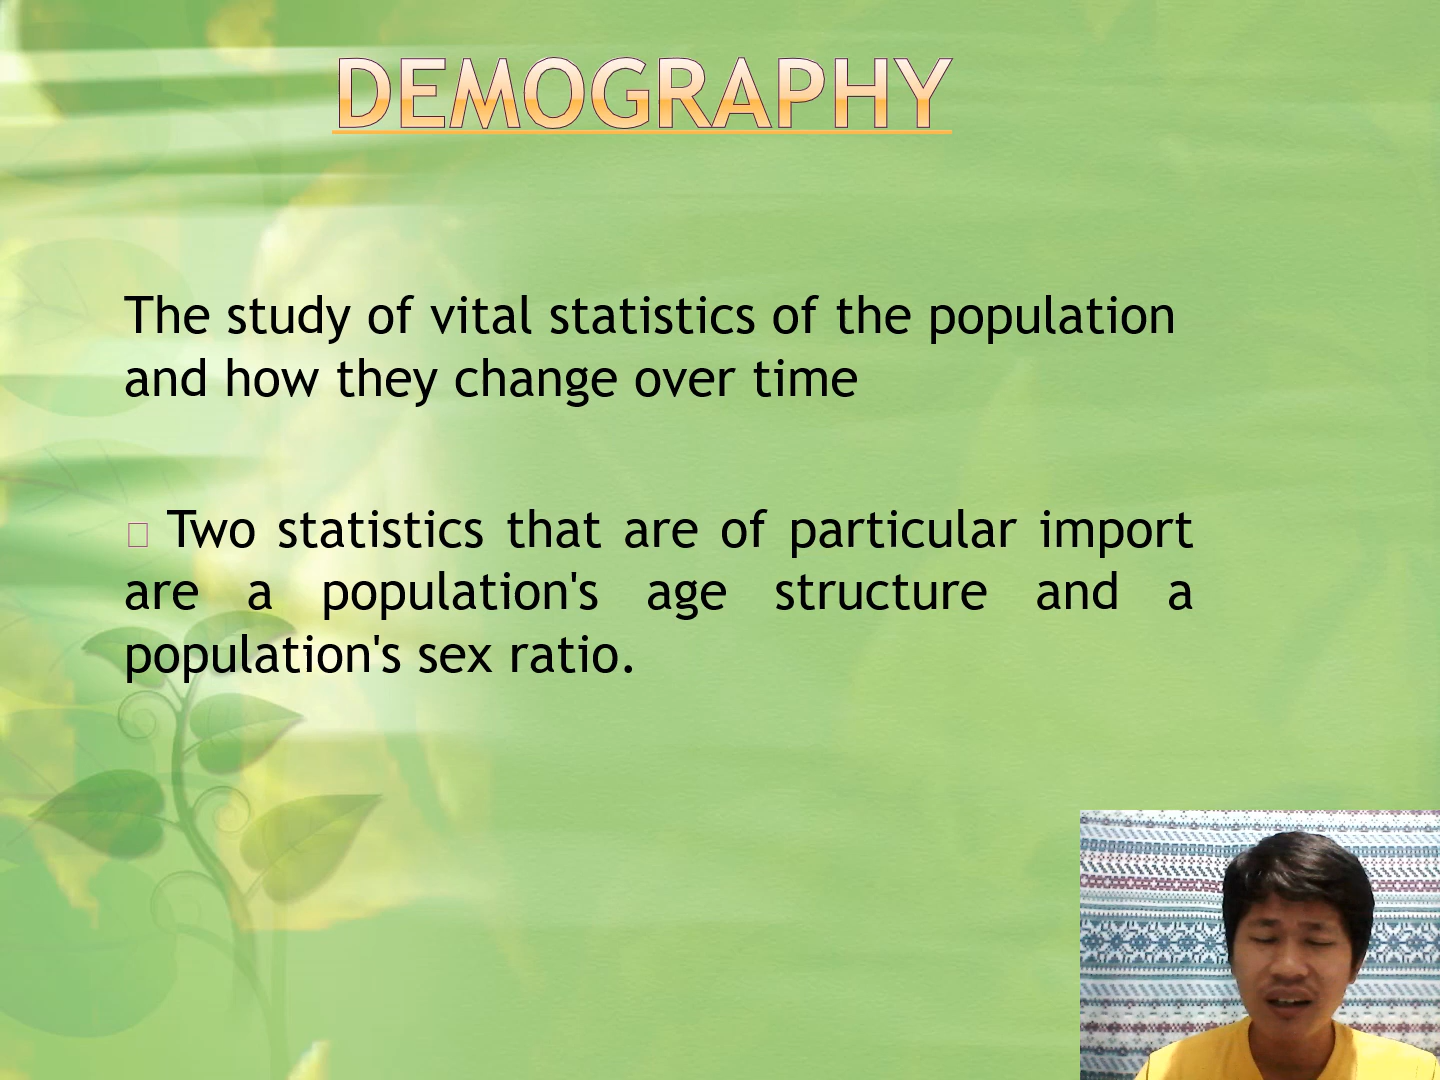 DEMOGRAPHY
The study of vital statistics of the population
and how they change over time
Two statistics that are of particular import
are a population's age structure and a
population's sex ratio.